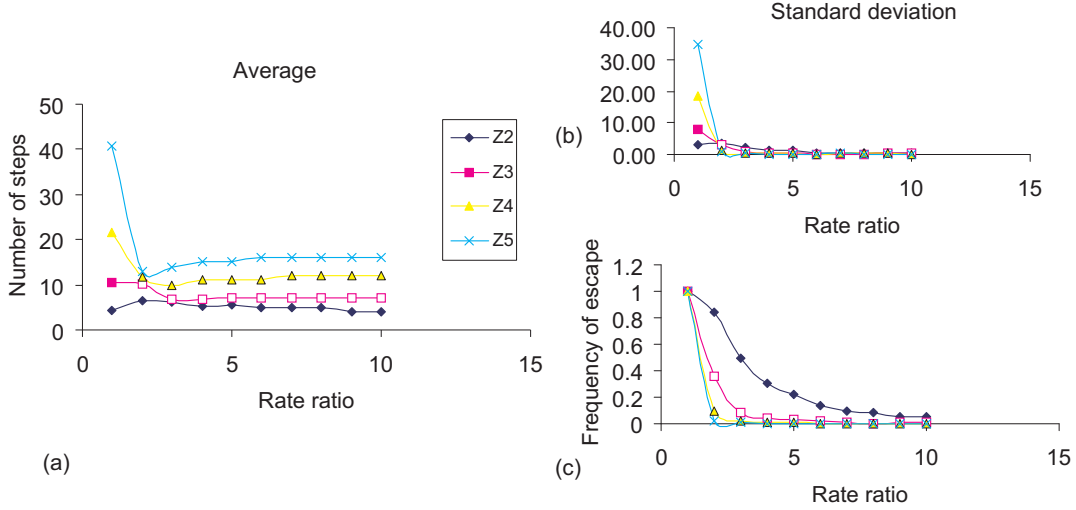 Average
Number of steps
50
40
30
20
10
0
0 5 10 15
Rate ratio
Z2
Z3
Z4
Z5
(a)
Standard deviation
40.00
30.00
20.00
10.00
0.00
0 5 10 15
Rate ratio
(b)
Frequency of escape
1.2
1
0.8
0.6
0.4
0.2
0
0 5 10 15
Rate ratio
(c)